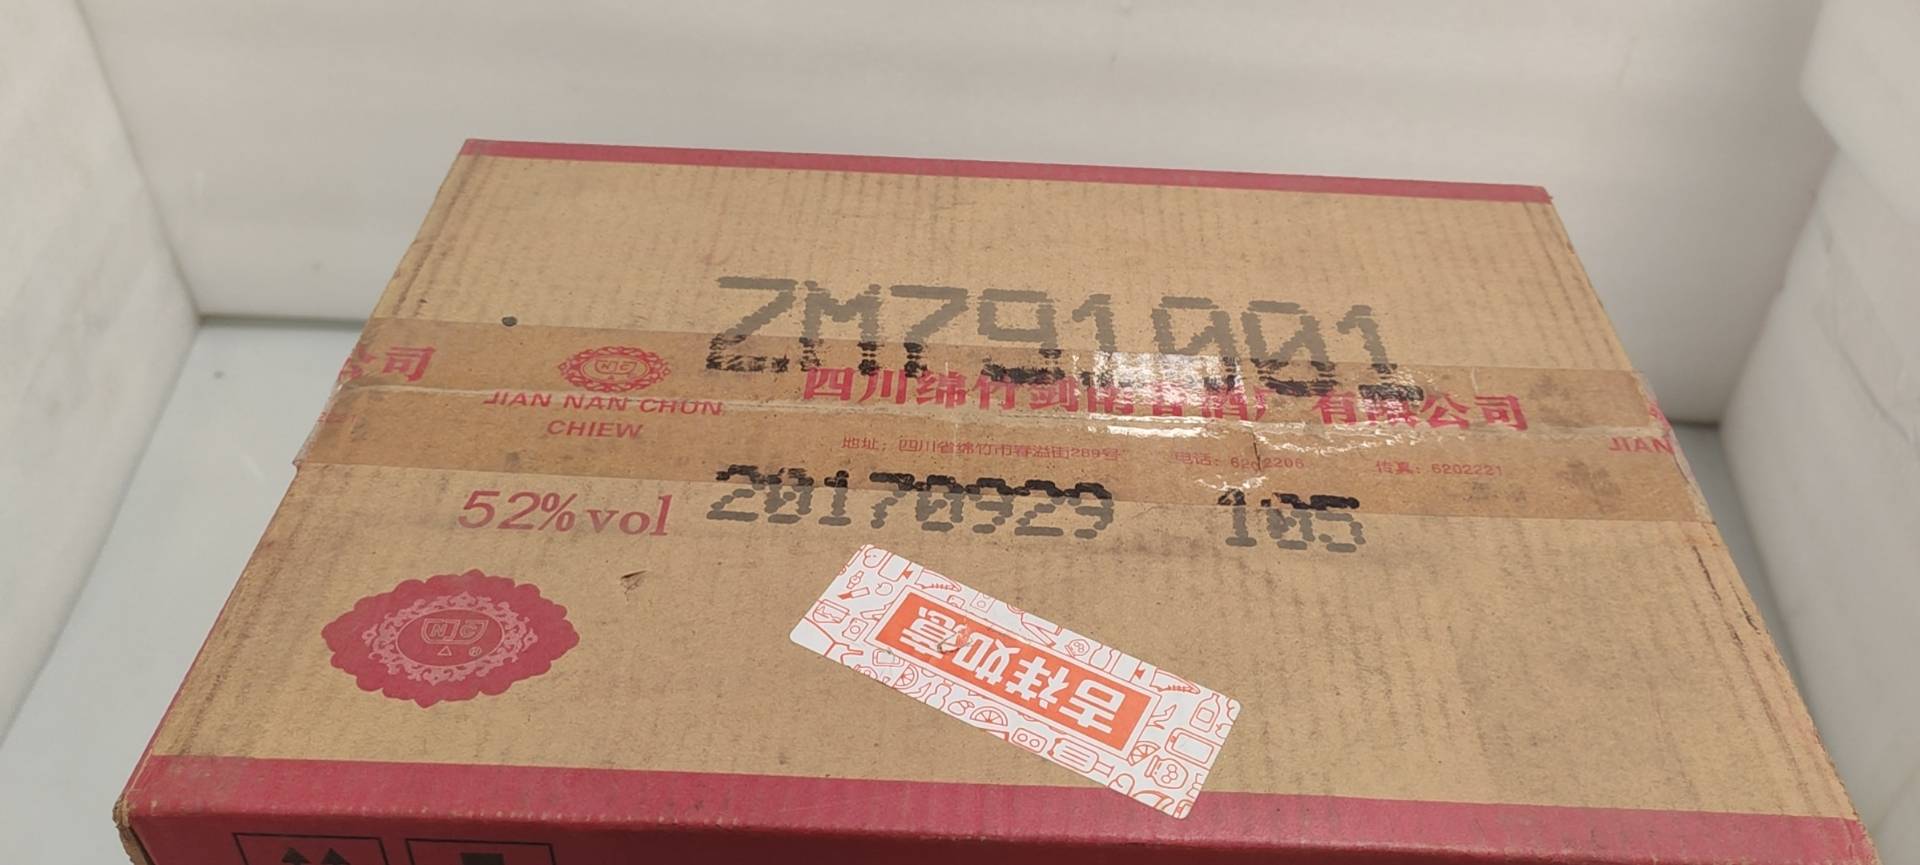 ZM791001
公司
四川绵竹剑南春酒厂有限公司
JIAN NAN CHUN
CHIEW
地址：四川省绵竹市春溢街289号 电话：6202206 传真：6202221
JIAN
52%vol 20170929 105
吉祥如意